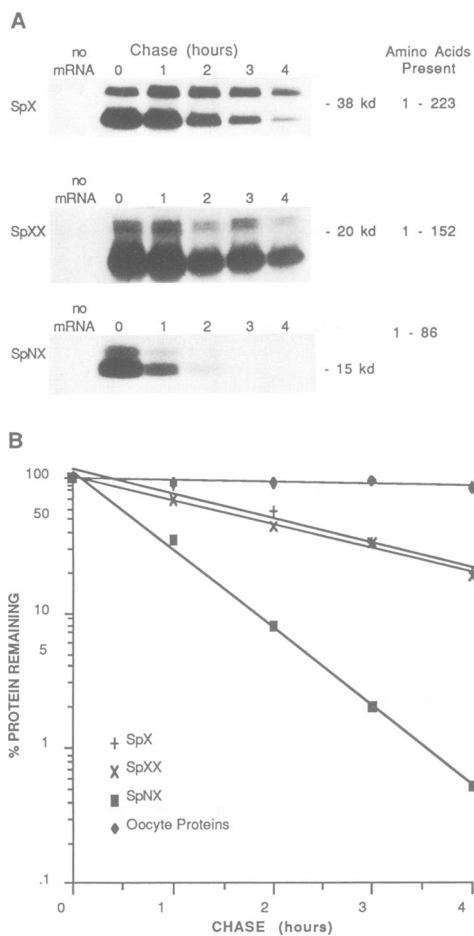 A
no mRNA
Chase (hours)
Amino Acids Present
0 1 2 3 4
SpX
- 38 kd
1 - 223
no mRNA
0 1 2 3 4
SpXX
- 20 kd
1 - 152
no mRNA
0 1 2 3 4
1 - 86
SpNX
- 15 kd
B
100
50
10
5
1
.5
.1
% PROTEIN REMAINING
+ SpX
x SpXX
■ SpNX
◆ Oocyte Proteins
0 1 2 3 4
CHASE (hours)